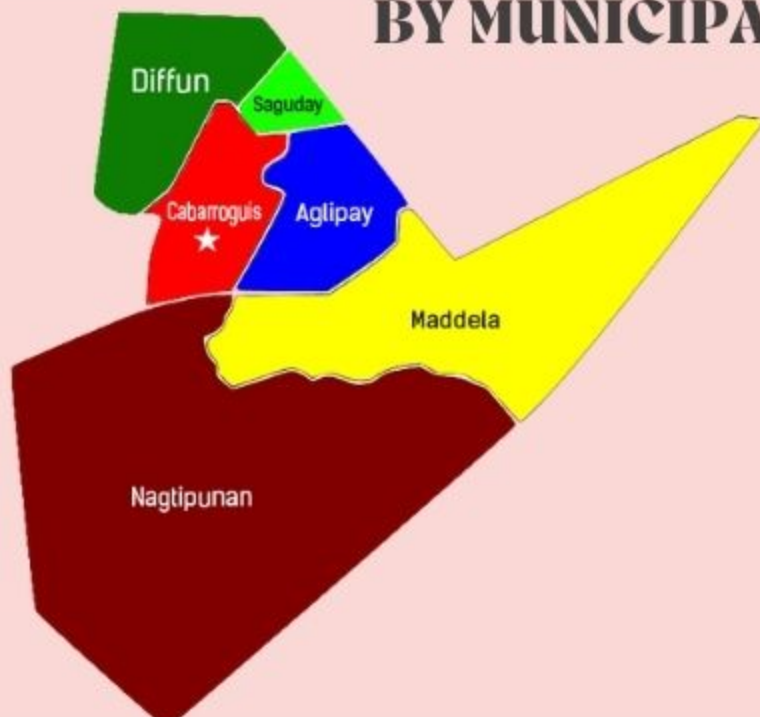 BY MUNICIPA
Diffun
Saguday
Cabarroguis
Aglipay
Maddela
Nagtipunan